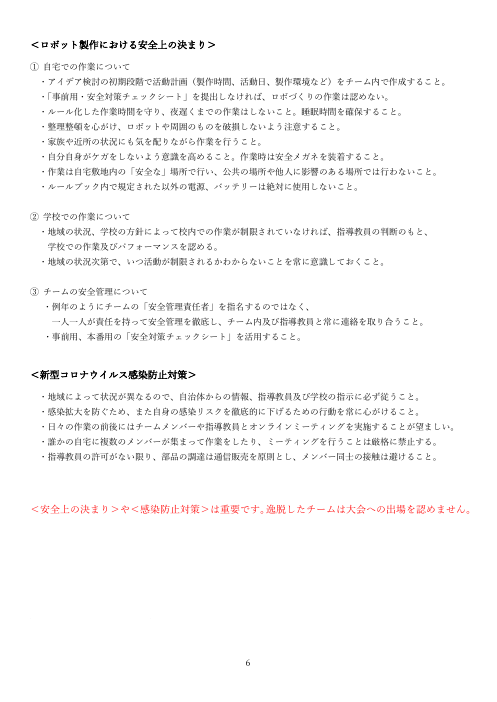 ＜ロボット製作における安全上の決まり＞
① 自宅での作業について
・アイデア検討の初期段階で活動計画（製作時間、活動日、製作環境など）をチーム内で作成すること。
・「事前用・安全対策チェックシート」を提出しなければ、ロボづくりの作業は認めない。
・ルール化した作業時間を守り、夜遅くまでの作業はしないこと。睡眠時間を確保すること。
・整理整頓を心がけ、ロボットや周囲のものを破損しないよう注意すること。
・家族や近所の状況にも気を配りながら作業を行うこと。
・自分自身がケガをしないよう意識を高めること。作業時は安全メガネを装着すること。
・作業は自宅敷地内の「安全な」場所で行い、公共の場所や他人に影響のある場所では行わないこと。
・ルールブック内で規定された以外の電源、バッテリーは絶対に使用しないこと。
② 学校での作業について
・地域の状況、学校の方針によって校内での作業が制限されていなければ、指導教員の判断のもと、
学校での作業及びパフォーマンスを認める。
・地域の状況次第で、いつ活動が制限されるかわからないことを常に意識しておくこと。
③ チームの安全管理について
・例年のようにチームの「安全管理責任者」を指名するのではなく、
一人一人が責任を持って安全管理を徹底し、チーム内及び指導教員と常に連絡を取り合うこと。
・事前用、本番用の「安全対策チェックシート」を活用すること。
＜新型コロナウイルス感染防止対策＞
・地域によって状況が異なるので、自治体からの情報、指導教員及び学校の指示に必ず従うこと。
・感染拡大を防ぐため、また自身の感染リスクを徹底的に下げるための行動を常に心がけること。
・日々の作業の前後にはチームメンバーや指導教員とオンラインミーティングを実施することが望ましい。
・誰かの自宅に複数のメンバーが集まって作業をしたり、ミーティングを行うことは厳格に禁止する。
・指導教員の許可がない限り、部品の調達は通信販売を原則とし、メンバー同士の接触は避けること。
＜安全上の決まり＞や＜感染防止対策＞は重要です。逸脱したチームは大会への出場を認めません。
6